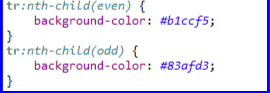 tr:nth-child(even) {
background-color: #b1ccf5;
}
tr:nth-child(odd) {
background-color: #83afd3;
}